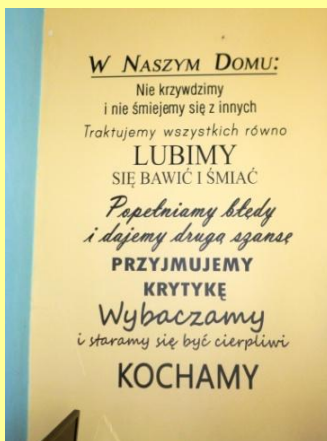 W NASZYM DOMU:
Nie krzywdzimy
i nie śmiejemy się z innych
Traktujemy wszystkich równo
LUBIMY
SIĘ BAWIĆ I ŚMIAĆ
Popełniamy błędy
i dajemy drugą szansę
PRZYJMUJEMY
KRYTYKĘ
Wybaczamy
i staramy się być cierpliwi
KOCHAMY